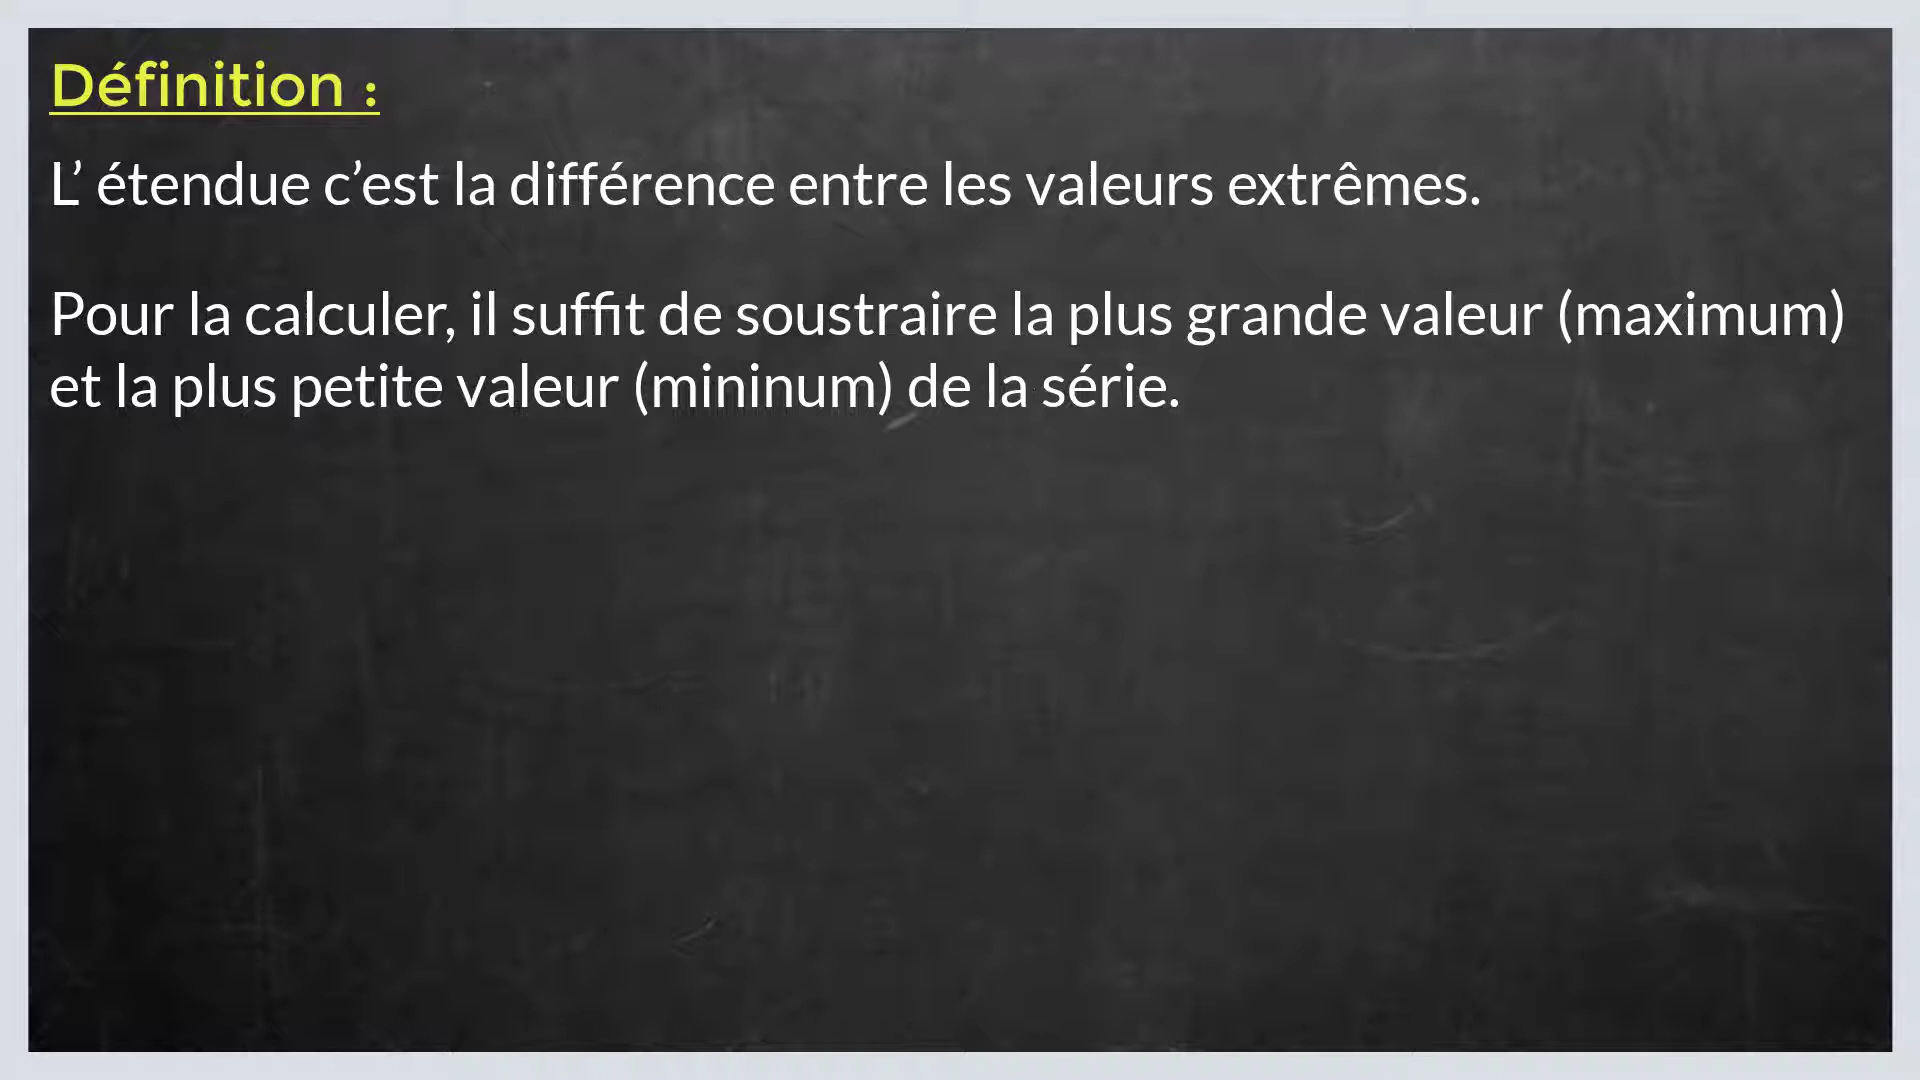 Définition :
L’ étendue c’est la différence entre les valeurs extrêmes.
Pour la calculer, il suffit de soustraire la plus grande valeur (maximum)
et la plus petite valeur (mininum) de la série.